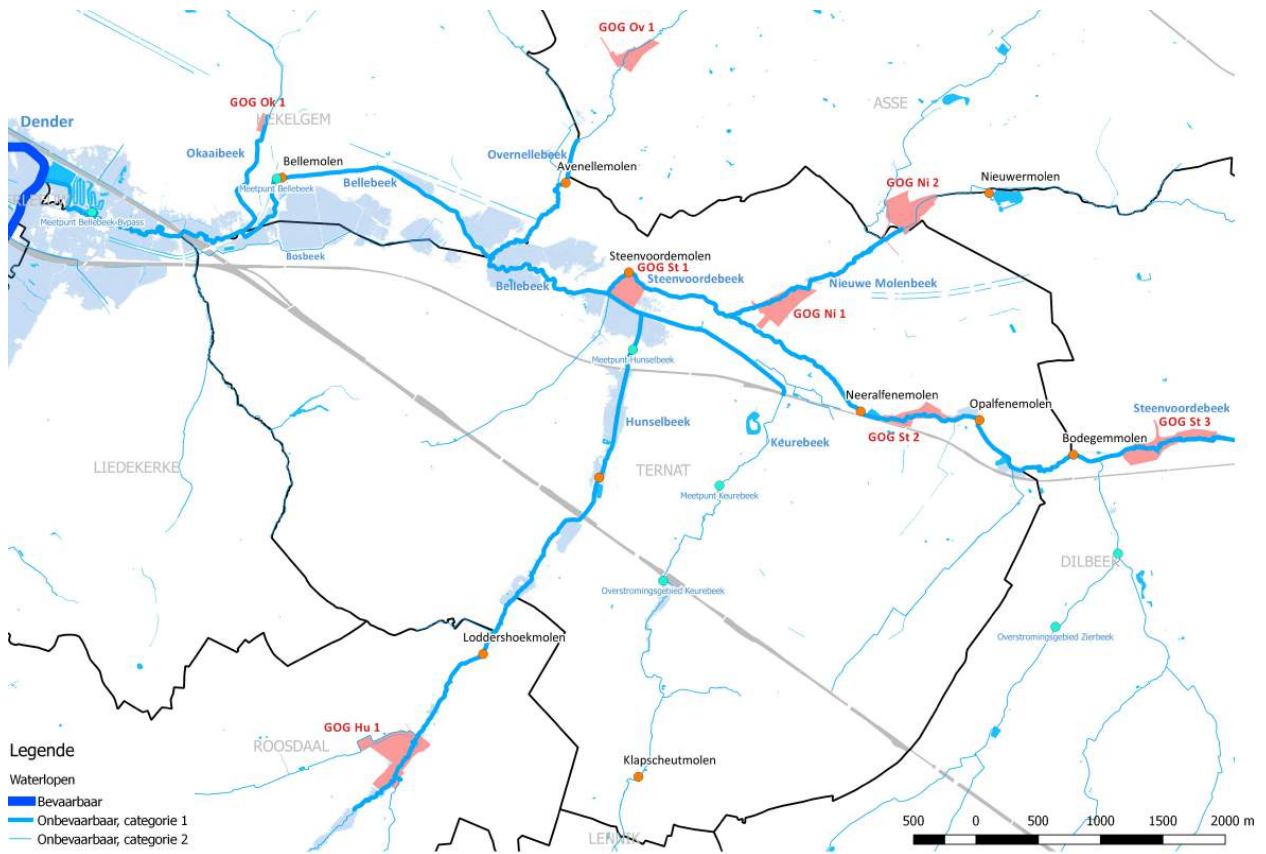 GOG Ov 1
ASSE
GOG Ok 1
HEKELGEM
Dender
Okaaibeek
Bellemolen
Meetpunt Bellebeek
Bellebeek
Overnellebeek
Avenellemolen
GOG Ni 2
Nieuwermolen
Meetpunt Bellebeek-Bypass
Bosbeek
Steenvoordemolen
GOG St 1
Bellebeek
Steenvoordebeek
Nieuwe Molenbeek
GOG Ni 1
Meetpunt Hunselbeek
Neeralfenemolen
Opalfenemolen
Steenvoordebeek
GOG St 3
Hunselbeek
Keurebeek
GOG St 2
Bodegemmolen
LIEDEKERKE
TERNAT
Meetpunt Keurebeek
DILBEEK
Overstromingsgebied Keurebeek
Overstromingsgebied Zierbeek
Loddershoekmolen
GOG Hu 1
ROOSDAAL
Klapscheutmolen
LENNIK
Legende
Waterlopen
Bevaarbaar
Onbevaarbaar, categorie 1
Onbevaarbaar, categorie 2
500 0 500 1000 1500 2000 m